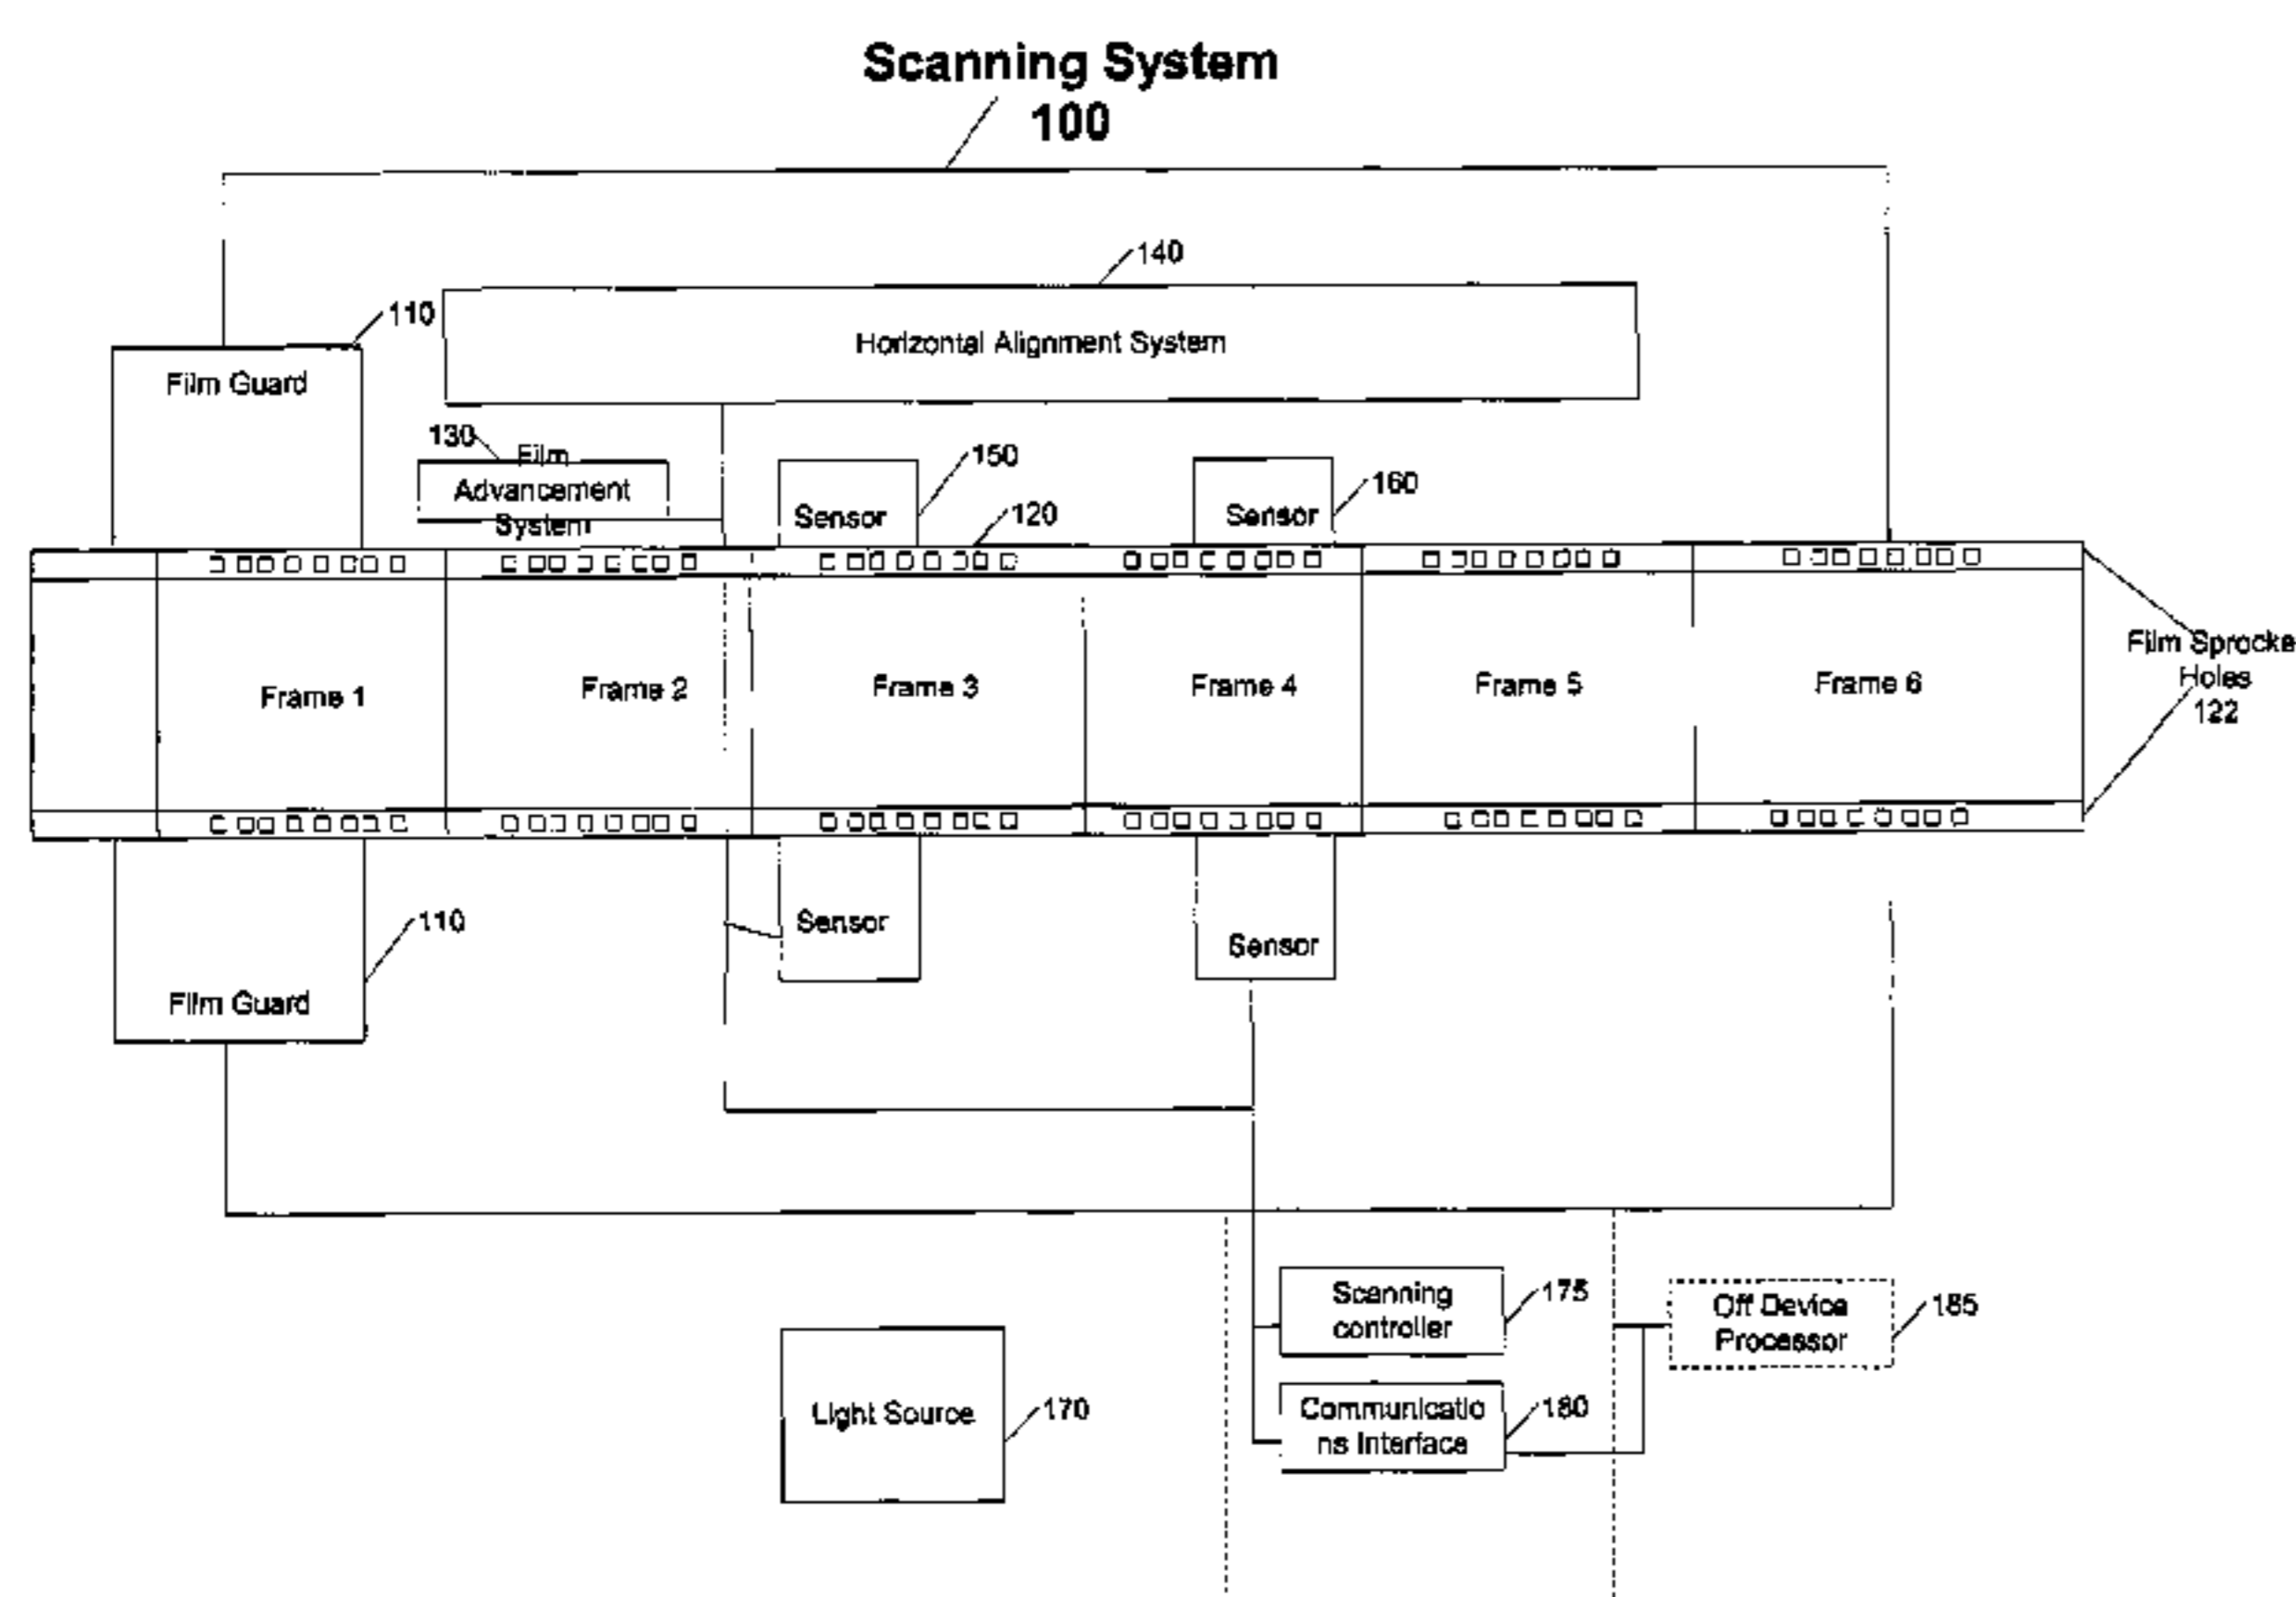 Scanning System
100
140
Horizontal Alignment System
110
Film Guard
130
Film
Advancement
System
150
Sensor
120
160
Sensor
Frame 1
Frame 2
Frame 3
Frame 4
Frame 5
Frame 6
Film Sprocke
Holes
122
Sensor
Sensor
110
Film Guard
Scanning
controller
175
Off Device
Processor
185
Light Source
170
Communicatio
ns Interface
180